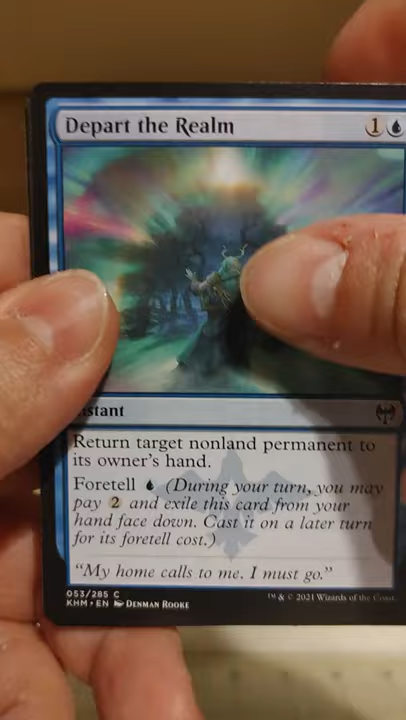 Depart the Realm 1
stant
Return target nonland permanent to
its owner's hand.
Foretell (During your turn, you may
pay 2 and exile this card from your
hand face down. Cast it on a later turn
for its foretell cost.)
"My home calls to me. I must go."
053/285 C
KHM • EN Denman Rooke
™ & © 2021 Wizards of the Coast